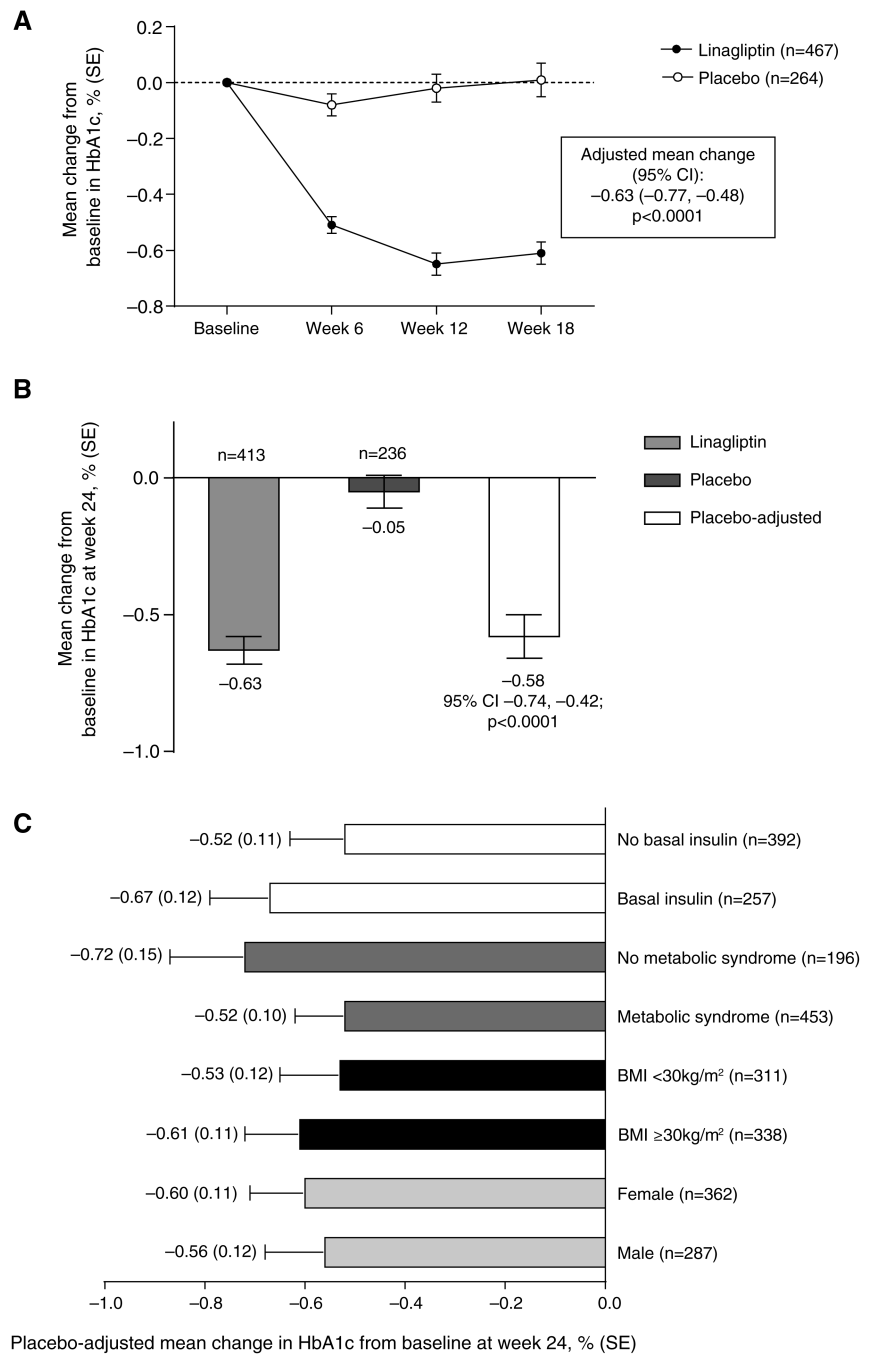 A
Mean change from
baseline in HbA1c, % (SE)
0.2
0.0
–0.2
–0.4
–0.6
–0.8
Baseline
Week 6
Week 12
Week 18
Linagliptin (n=467)
Placebo (n=264)
Adjusted mean change
(95% CI):
–0.63 (–0.77, –0.48)
p<0.0001
B
Mean change from
baseline in HbA1c at week 24, % (SE)
0.0
–0.5
–1.0
n=413
n=236
–0.63
–0.05
–0.58
95% CI –0.74, –0.42;
p<0.0001
Linagliptin
Placebo
Placebo-adjusted
C
–0.52 (0.11)
No basal insulin (n=392)
–0.67 (0.12)
Basal insulin (n=257)
–0.72 (0.15)
No metabolic syndrome (n=196)
–0.52 (0.10)
Metabolic syndrome (n=453)
–0.53 (0.12)
BMI <30kg/m² (n=311)
–0.61 (0.11)
BMI ≥30kg/m² (n=338)
–0.60 (0.11)
Female (n=362)
–0.56 (0.12)
Male (n=287)
–1.0
–0.8
–0.6
–0.4
–0.2
0.0
Placebo-adjusted mean change in HbA1c from baseline at week 24, % (SE)